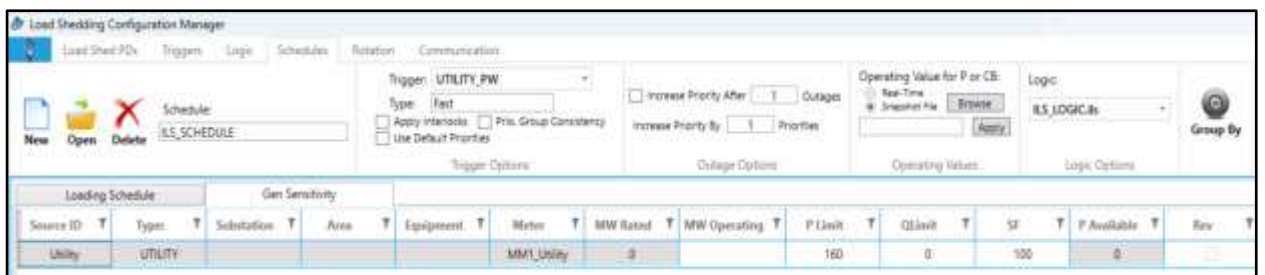 Load Shedding Configuration Manager
Load Shed PDs Triggers Logic Schedules Rotation Communication
New Open Delete
Schedule:
ILS_SCHEDULE
Trigger: UTILITY_PW
Type: Fast
Apply Interlocks Prio. Group Consistency
Use Default Priorities
Trigger Options
Increase Priority After 1 Outages
Increase Priority By 1 Priorities
Outage Options
Operating Value for P or CB:
Real-Time
Snapshot File Browse
Apply
Operating Values
Logic:
ILS_LOGIC.ils
Logic Options
Group By
Loading Schedule Gen Sensitivity
Source ID Type: Substation Area Equipment Meter MW Rated MW Operating P Limit QLimit SF P Available Rev
Utility UTILITY MM1_Utility 0 160 0 100 0